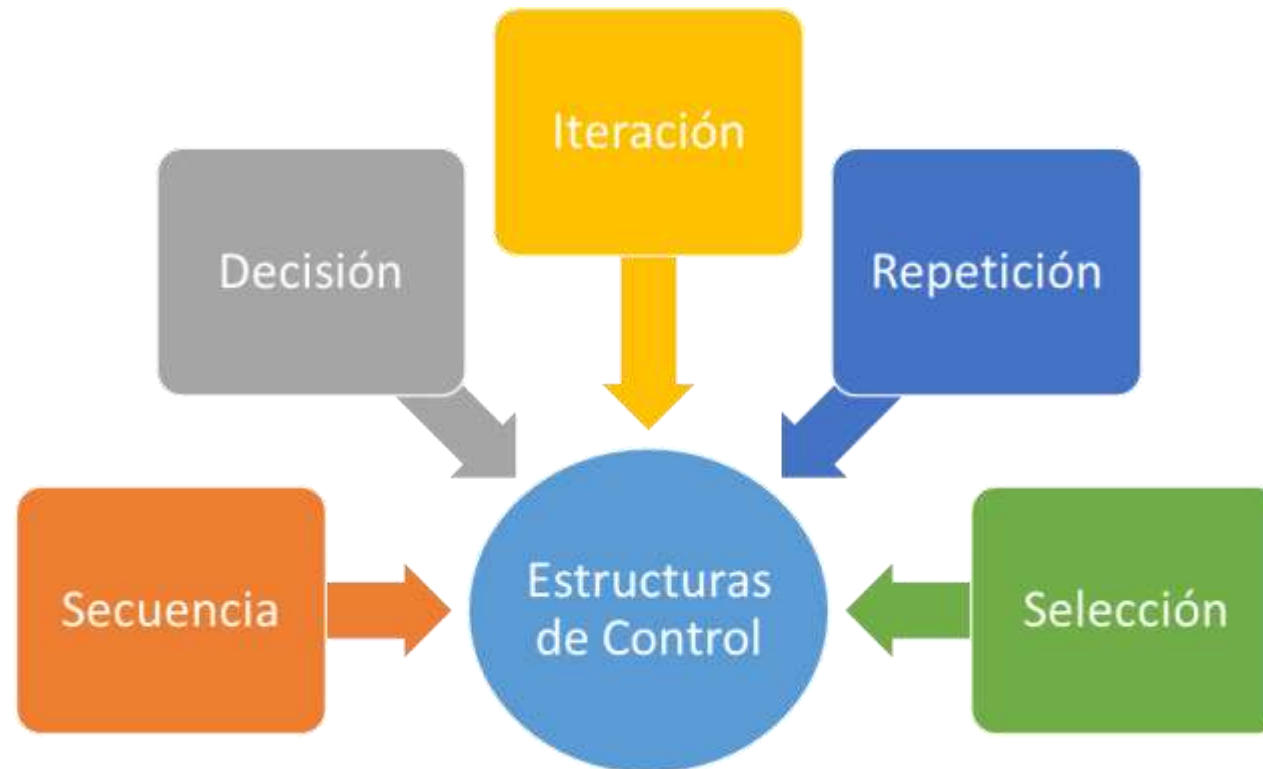 Iteración
Decisión
Repetición
Secuencia
Estructuras
de Control
Selección